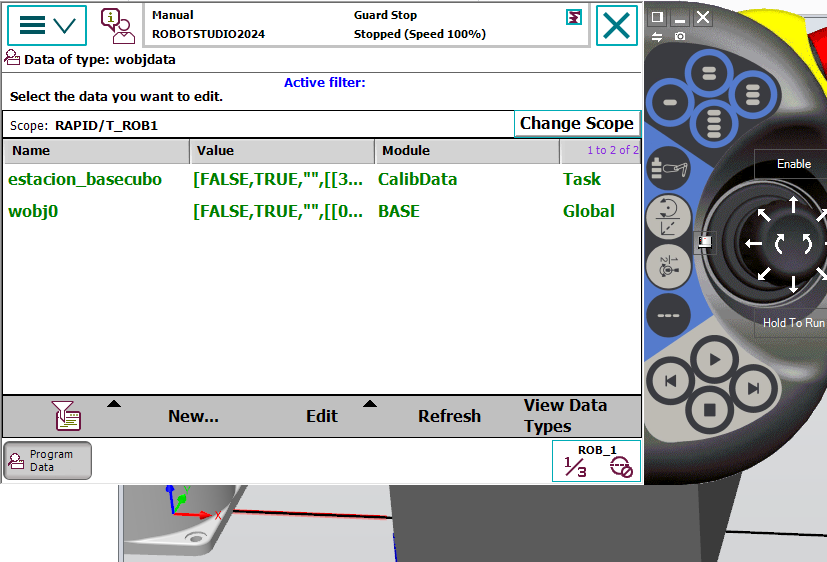 Manual
Guard Stop
ROBOTSTUDIO2024
Stopped (Speed 100%)
Data of type: wobjdata
Active filter:
Select the data you want to edit.
Scope: RAPID/T_ROB1
Change Scope
Name Value Module 1 to 2 of 2
estacion_basecubo [FALSE,TRUE,"",[[3... CalibData Task
wobj0 [FALSE,TRUE,"",[[0... BASE Global
New... Edit Refresh View Data Types
Program Data
ROB_1
1/3
Enable
Hold To Run
X